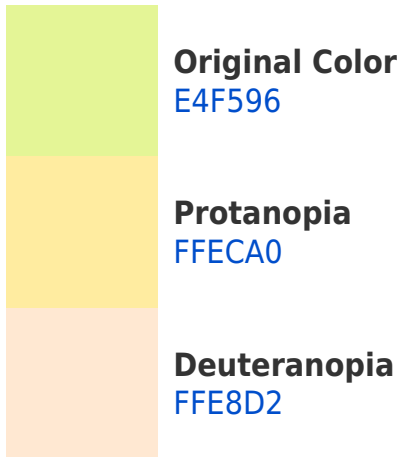 Original Color
E4F596
Protanopia
FFECA0
Deuteranopia
FFE8D2